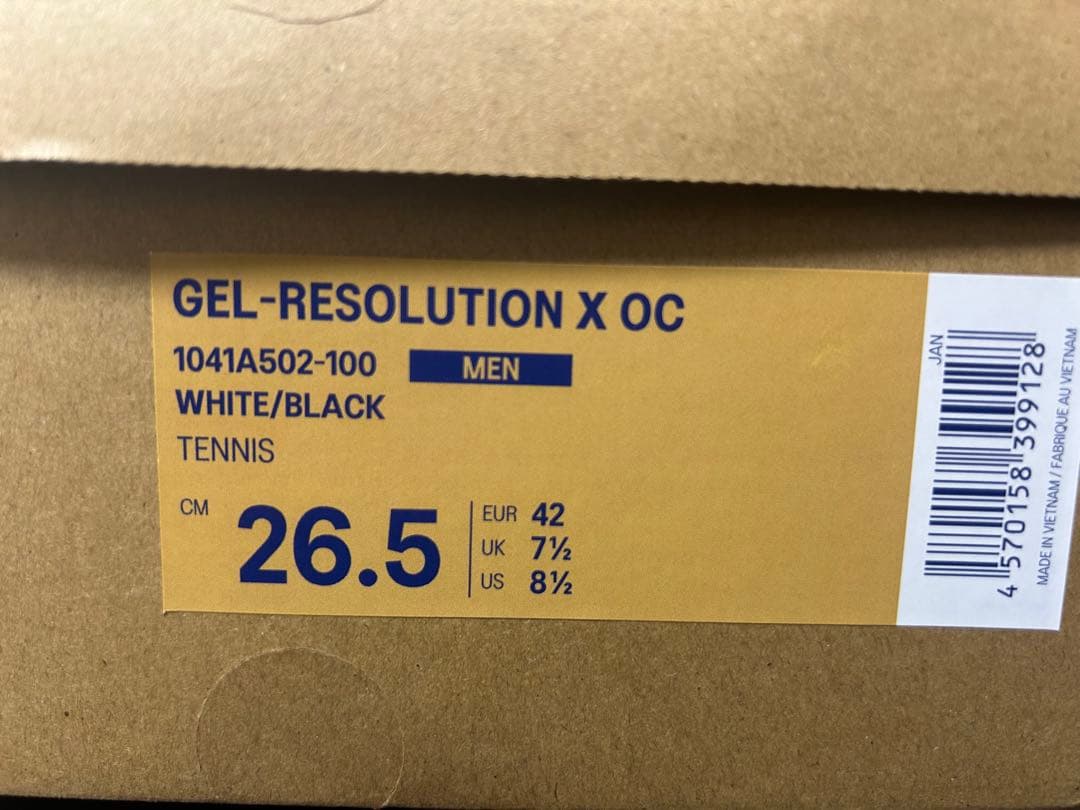 GEL-RESOLUTION X OC
1041A502-100 MEN
WHITE/BLACK
TENNIS
CM 26.5
EUR 42
UK 7½
US 8½
JAN
4 570158 399128
MADE IN VIETNAM / FABRIQUE AU VIETNAM